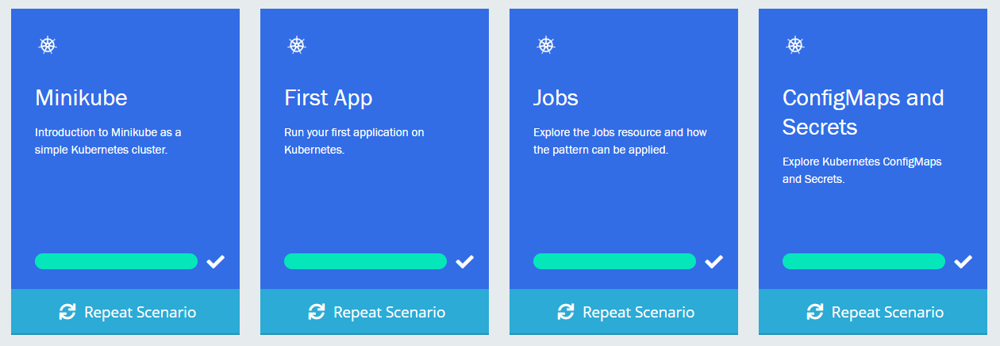 Minikube
Introduction to Minikube as a
simple Kubernetes cluster.
Repeat Scenario
First App
Run your first application on
Kubernetes.
Repeat Scenario
Jobs
Explore the Jobs resource and how
the pattern can be applied.
Repeat Scenario
ConfigMaps and
Secrets
Explore Kubernetes ConfigMaps
and Secrets.
Repeat Scenario